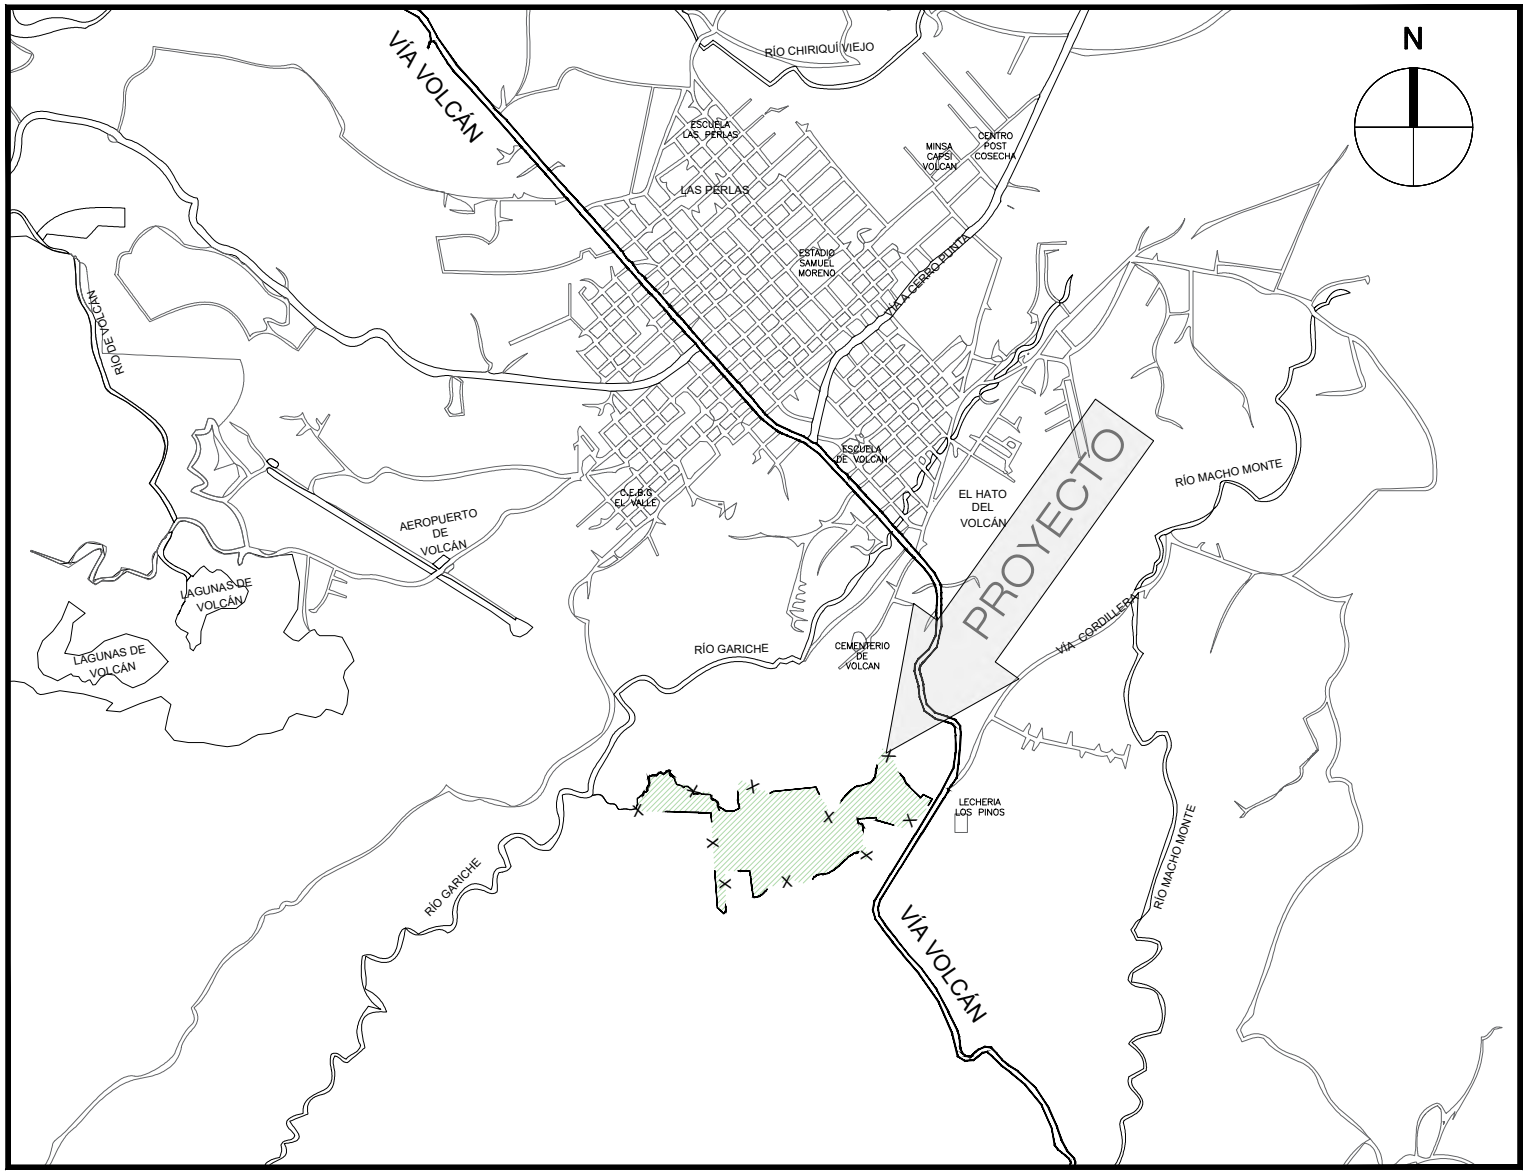 N
RÍO CHIRIQUÍ VIEJO
VÍA VOLCÁN
ESCUELA
LAS PERLAS
CENTRO
POST
COSECHA
MINSA
CAPSI
VOLCAN
LAS PERLAS
ESTADIO
SAMUEL
MORENO
VÍA A CERRO PUNTA
RÍO DE VOLCÁN
PROYECTO
ESCUELA
DE VOLCAN
RÍO MACHO MONTE
C.E.B.G
EL VALLE
EL HATO
DEL
VOLCÁN
AEROPUERTO
DE
VOLCÁN
LAGUNAS DE
VOLCÁN
VÍA CORDILLERA
LAGUNAS DE
VOLCÁN
RÍO GARICHE
CEMENTERIO
DE
VOLCAN
LECHERIA
LOS PINOS
RÍO MACHO MONTE
RÍO GARICHE
VÍA VOLCÁN